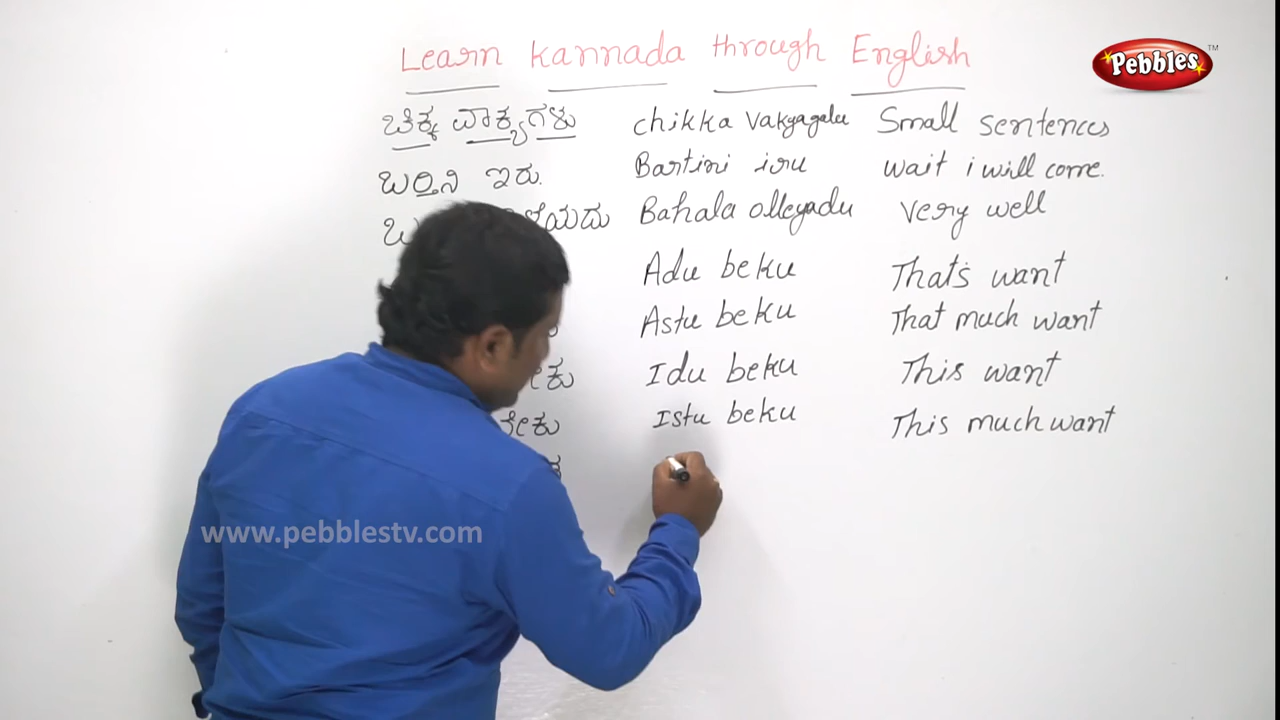 Learn Kannada through English
Pebbles™
ಚಿಕ್ಕ ವಾಕ್ಯಗಳು chikka vakyagalu Small sentences
ಬರ್ತಿನಿ ಇರು. Bartini iru wait i will come.
Bahala olleyadu Very well
Adu beku That's want
Astu beku That much want
Idu beku This want
Istu beku This much want
www.pebblestv.com